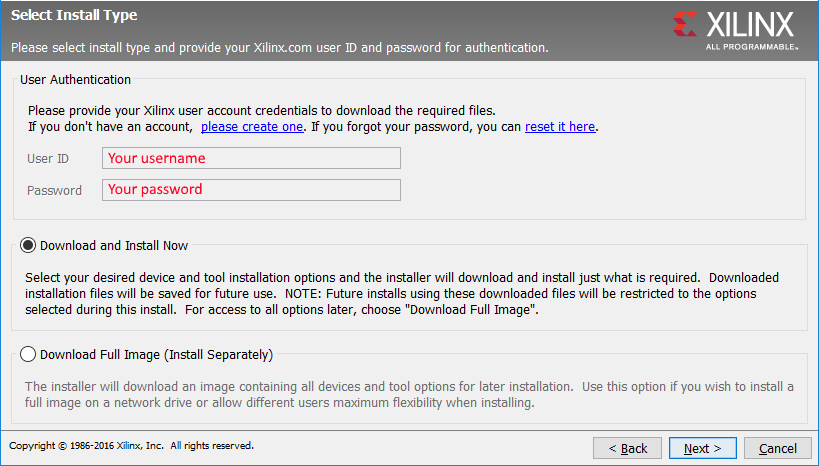 Select Install Type
XILINX
ALL PROGRAMMABLE™
Please select install type and provide your Xilinx.com user ID and password for authentication.
User Authentication
Please provide your Xilinx user account credentials to download the required files.
If you don't have an account, please create one. If you forgot your password, you can reset it here.
User ID Your username
Password Your password
Download and Install Now
Select your desired device and tool installation options and the installer will download and install just what is required. Downloaded
installation files will be saved for future use. NOTE: Future installs using these downloaded files will be restricted to the options
selected during this install. For access to all options later, choose "Download Full Image".
Download Full Image (Install Separately)
The installer will download an image containing all devices and tool options for later installation. Use this option if you wish to install a
full image on a network drive or allow different users maximum flexibility when installing.
Copyright © 1986-2016 Xilinx, Inc. All rights reserved.
< Back Next > Cancel